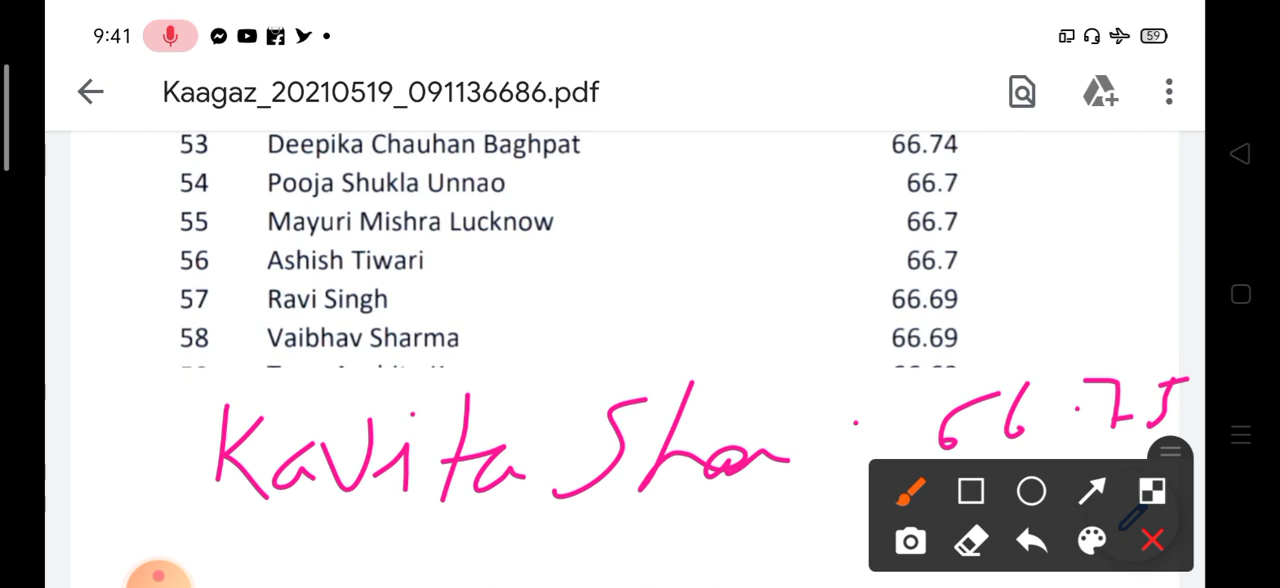 9:41 59
Kaagaz_20210519_091136686.pdf
53 Deepika Chauhan Baghpat 66.74
54 Pooja Shukla Unnao 66.7
55 Mayuri Mishra Lucknow 66.7
56 Ashish Tiwari 66.7
57 Ravi Singh 66.69
58 Vaibhav Sharma 66.69
Kavita 66.75